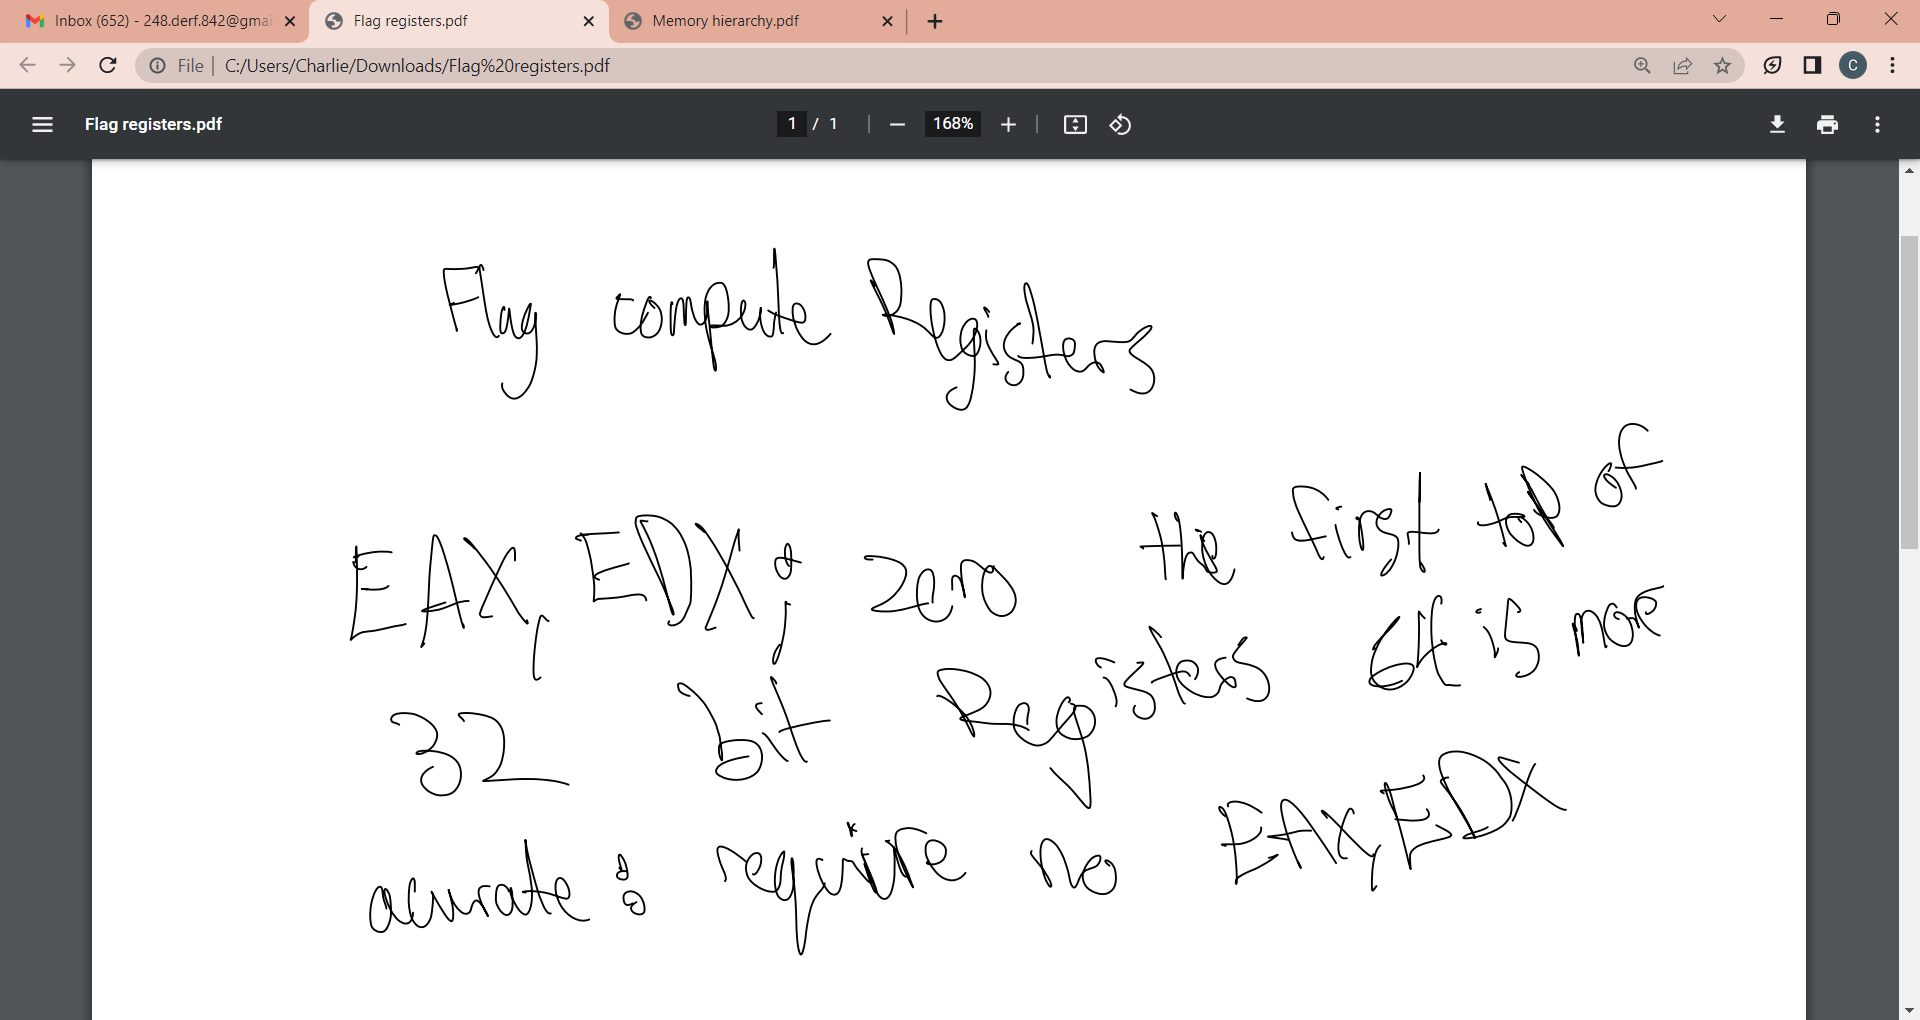 Inbox (652) - 248.derf.842@gmai
Flag registers.pdf
Memory hierarchy.pdf
File
C:/Users/Charlie/Downloads/Flag%20registers.pdf
C
Flag registers.pdf
1 / 1
168%
Flag compute Registers
EAX, EDX; zero the first top of
32 bit Registers 64 is more
acurate : require no EAX, EDX